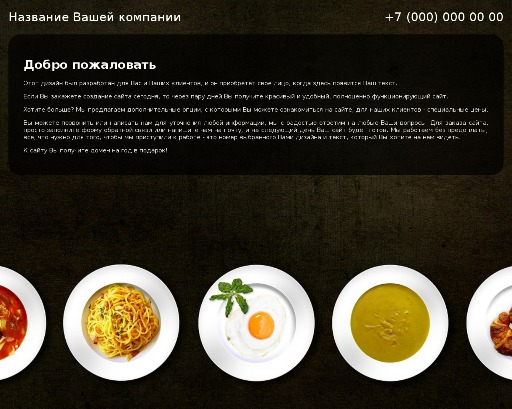 Название Вашей компании
+7 (000) 000 00 00
Добро пожаловать
Этот дизайн был разработан для Вас и Ваших клиентов, и он приобретёт свое лицо, когда здесь появится Ваш текст.
Если Вы закажете создание сайта сегодня, то через пару дней Вы получите красивый и удобный, полноценно функционирующий сайт.
Хотите больше? Мы предлагаем дополнительные опции, с которыми Вы можете ознакомиться на сайте, для наших клиентов - специальные цены.
Вы можете позвонить или написать нам для уточнения любой информации, мы с радостью ответим на любые Ваши вопросы. Для заказа сайта,
просто заполните форму обратной связи или напишите нам на почту, и на следующий день Ваш сайт будет готов. Мы работаем без предоплаты,
все, что нужно для того, чтобы мы приступили к работе - это номер выбранного Вами дизайна и текст, который Вы хотите на нем видеть.
К сайту Вы получите домен на год в подарок!